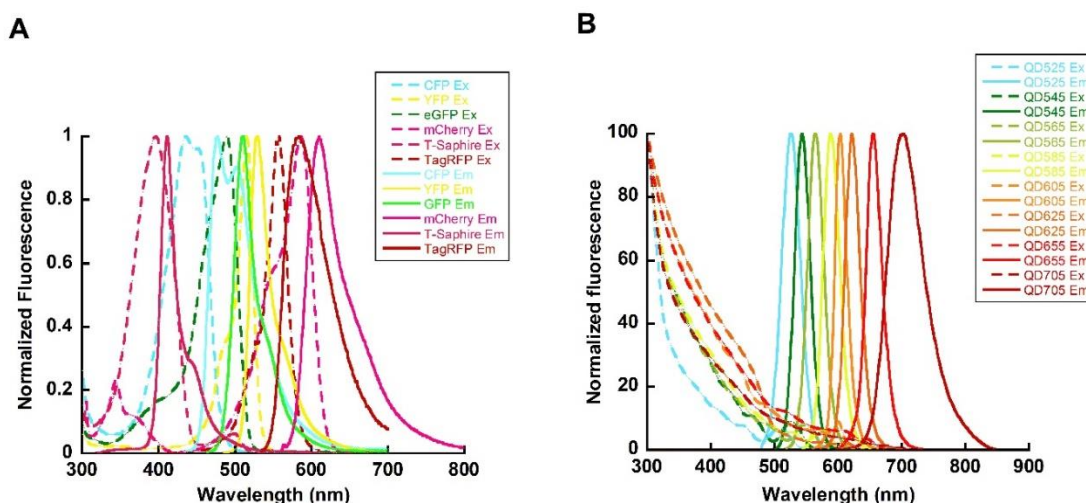 A
CFP Ex
YFP Ex
eGFP Ex
mCherry Ex
T-Saphire Ex
TagRFP Ex
CFP Em
YFP Em
GFP Em
mCherry Em
T-Saphire Em
TagRFP Em
Normalized Fluorescence
1
0.8
0.6
0.4
0.2
0
300 400 500 600 700 800
Wavelength (nm)
B
QD525 Ex
QD525 Em
QD545 Ex
QD545 Em
QD565 Ex
QD565 Em
QD585 Ex
QD585 Em
QD605 Ex
QD605 Em
QD625 Ex
QD625 Em
QD655 Ex
QD655 Em
QD705 Ex
QD705 Em
Normalized fluorescence
100
80
60
40
20
0
300 400 500 600 700 800 900
Wavelength (nm)